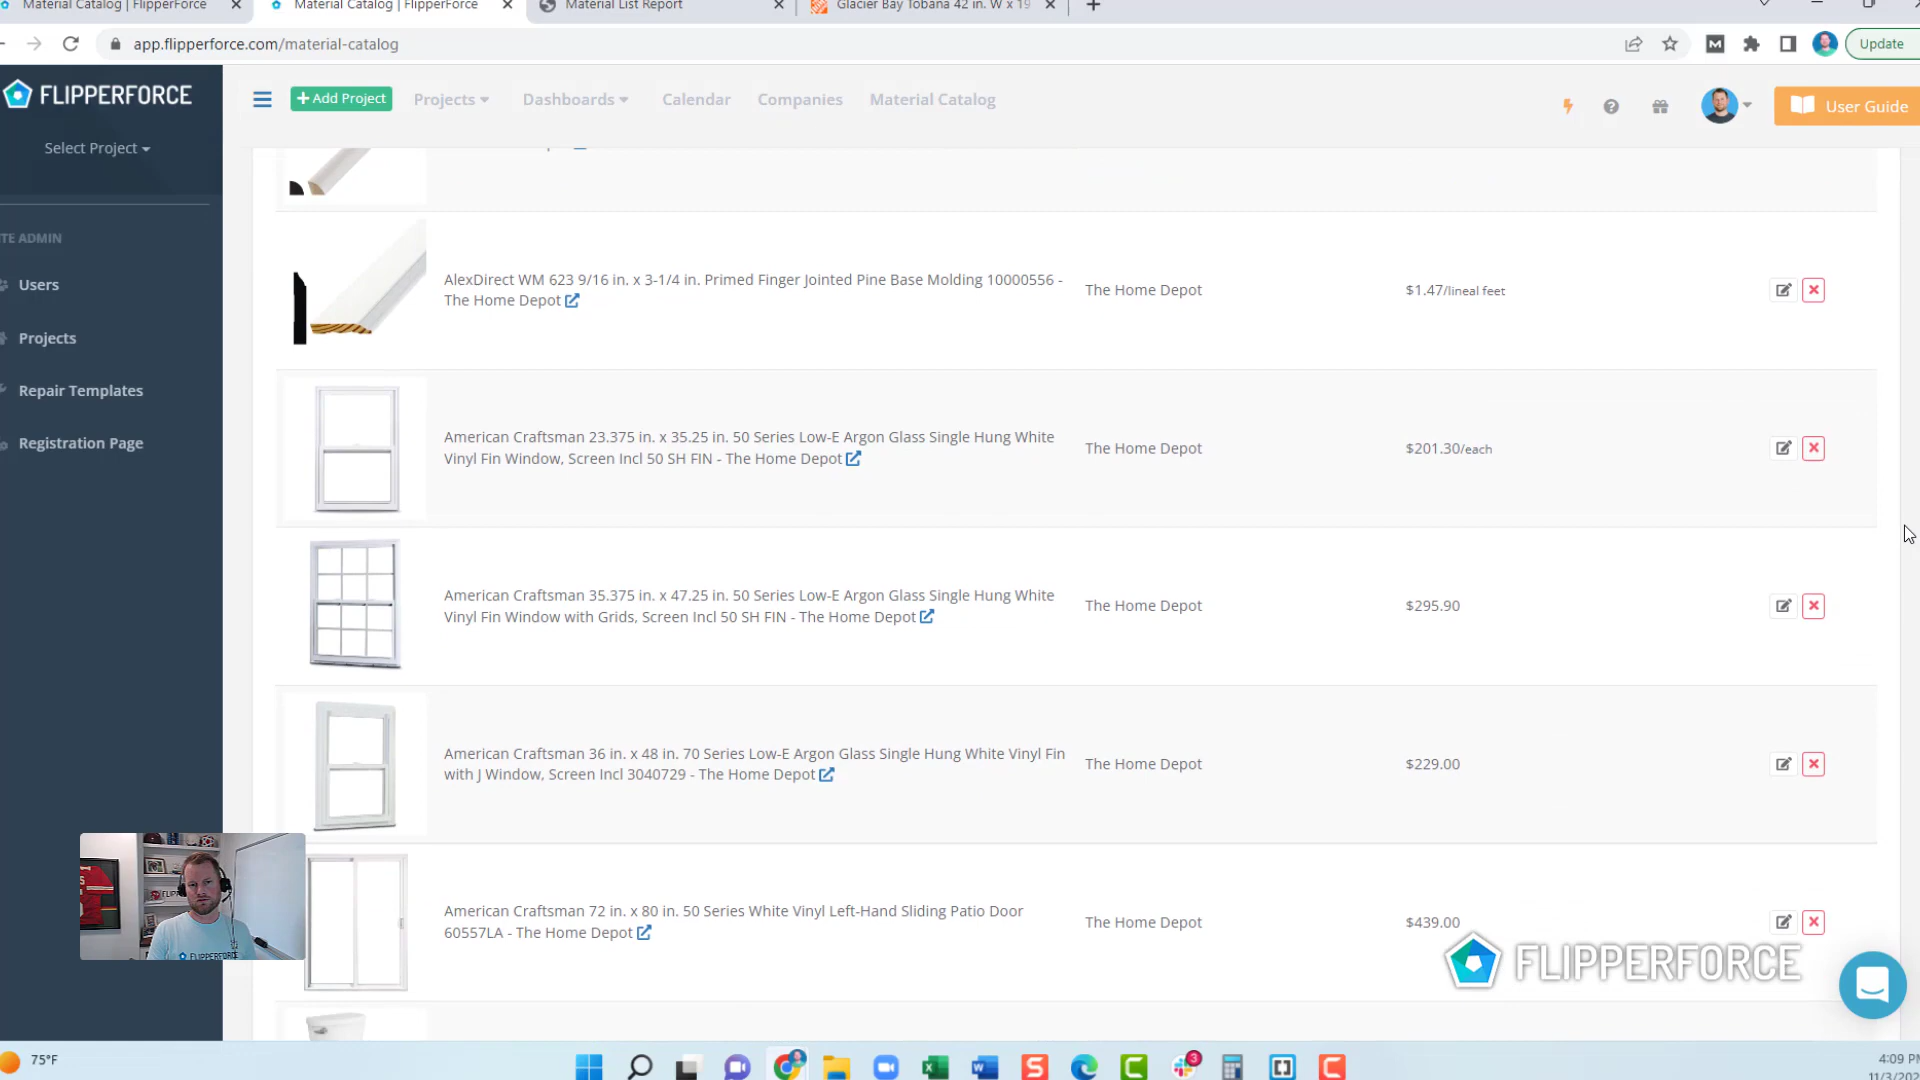 Material Catalog | FlipperForce
Material Catalog | FlipperForce
Material List Report
Glacier Bay Tobana 42 in. W x 19
app.flipperforce.com/material-catalog
Update
FLIPPERFORCE
Add Project
Projects
Dashboards
Calendar
Companies
Material Catalog
User Guide
Select Project
TE ADMIN
Users
Projects
Repair Templates
Registration Page
AlexDirect WM 623 9/16 in. x 3-1/4 in. Primed Finger Jointed Pine Base Molding 10000556 -
The Home Depot
The Home Depot
$1.47/lineal feet
American Craftsman 23.375 in. x 35.25 in. 50 Series Low-E Argon Glass Single Hung White
Vinyl Fin Window, Screen Incl 50 SH FIN - The Home Depot
The Home Depot
$201.30/each
American Craftsman 35.375 in. x 47.25 in. 50 Series Low-E Argon Glass Single Hung White
Vinyl Fin Window with Grids, Screen Incl 50 SH FIN - The Home Depot
The Home Depot
$295.90
American Craftsman 36 in. x 48 in. 70 Series Low-E Argon Glass Single Hung White Vinyl Fin
with J Window, Screen Incl 3040729 - The Home Depot
The Home Depot
$229.00
American Craftsman 72 in. x 80 in. 50 Series White Vinyl Left-Hand Sliding Patio Door
60557LA - The Home Depot
The Home Depot
$439.00
FLIPPERFORCE
FLIPPERFORCE
75°F
3
4:09 PM
11/3/202